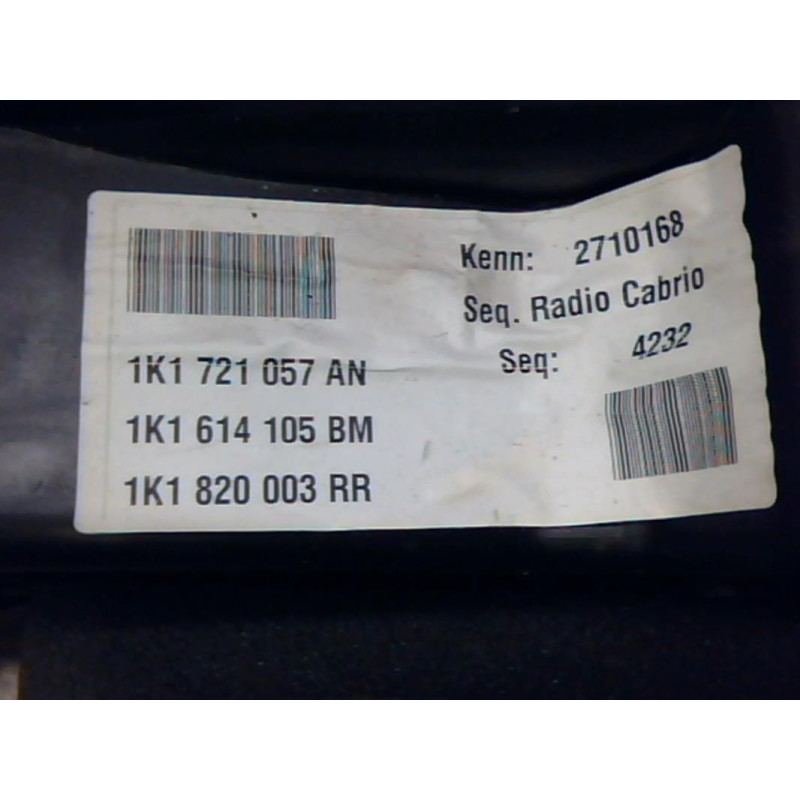 Kenn: 2710168
Seq. Radio Cabrio
Seq: 4232
1K1 721 057 AN
1K1 614 105 BM
1K1 820 003 RR